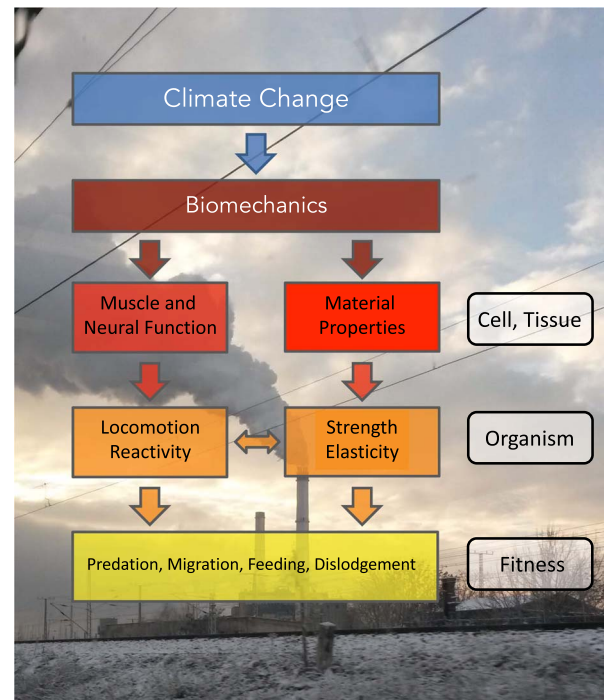 Climate Change
Biomechanics
Muscle and
Neural Function
Material
Properties
Cell, Tissue
Locomotion
Reactivity
Strength
Elasticity
Organism
Predation, Migration, Feeding, Dislodgement
Fitness